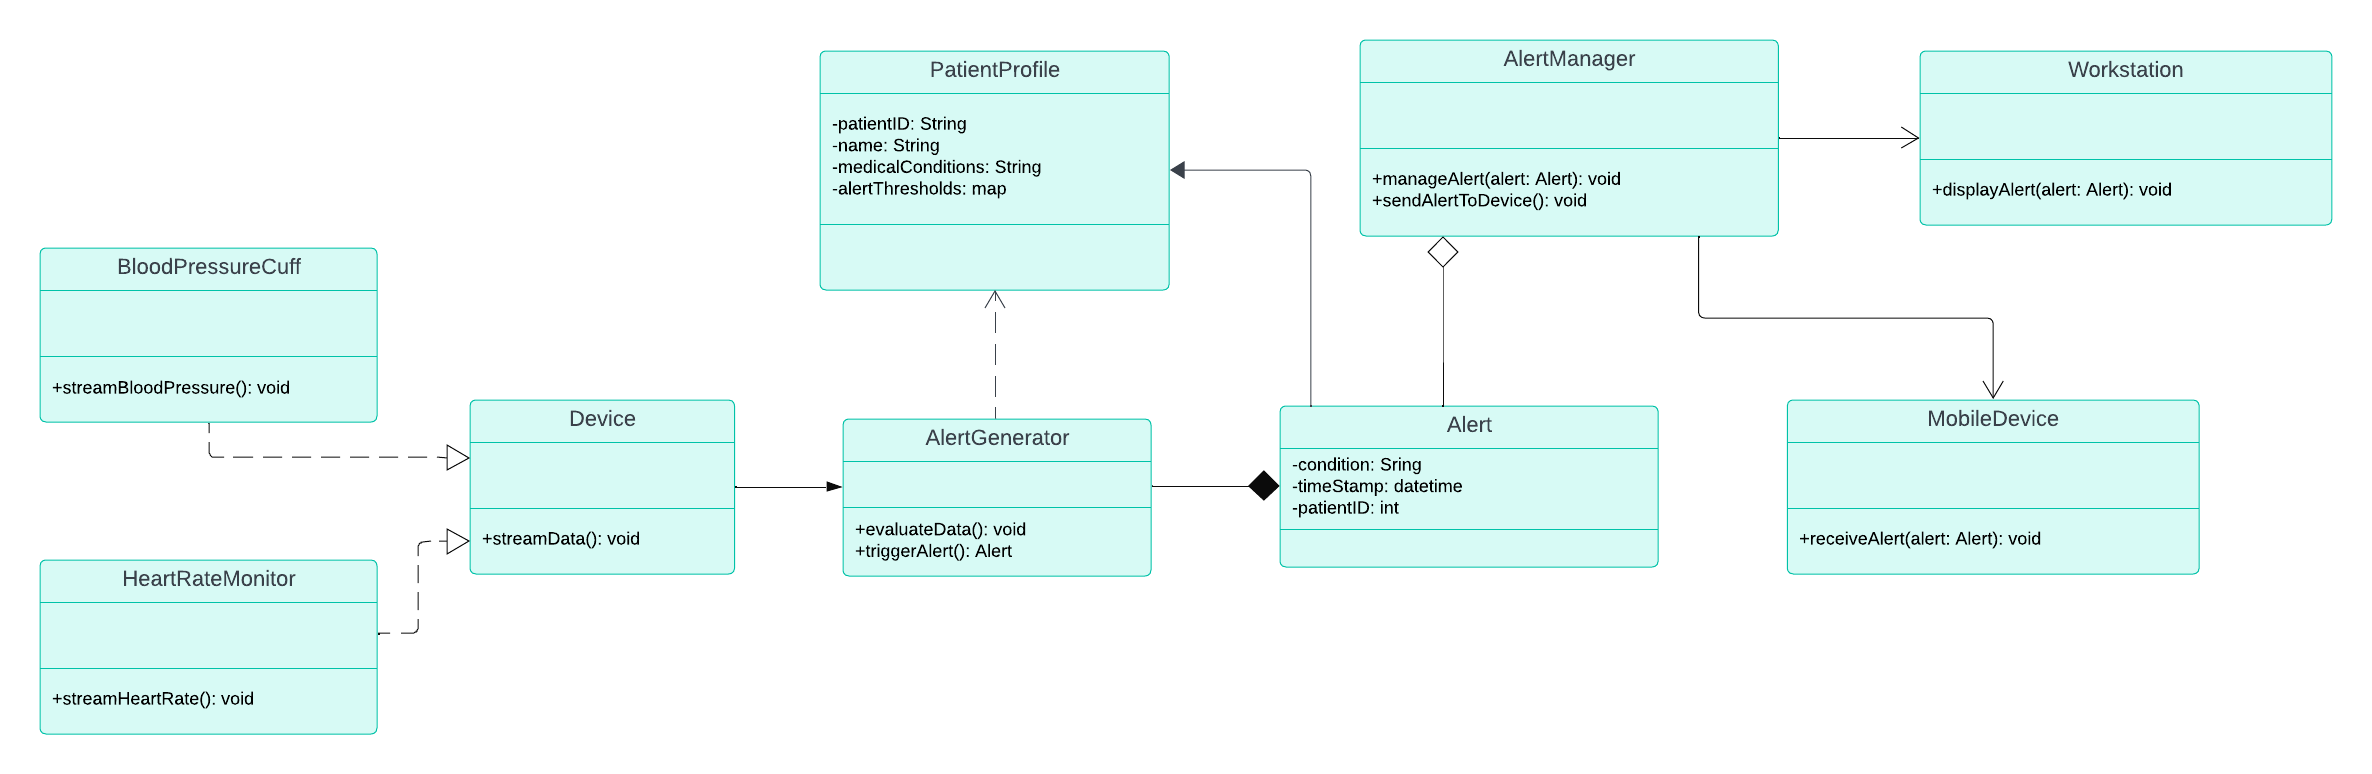 PatientProfile
-patientID: String
-name: String
-medicalConditions: String
-alertThresholds: map
AlertManager
+manageAlert(alert: Alert): void
+sendAlertToDevice(): void
Workstation
+displayAlert(alert: Alert): void
BloodPressureCuff
+streamBloodPressure(): void
Device
+streamData(): void
AlertGenerator
+evaluateData(): void
+triggerAlert(): Alert
Alert
-condition: Sring
-timeStamp: datetime
-patientID: int
MobileDevice
+receiveAlert(alert: Alert): void
HeartRateMonitor
+streamHeartRate(): void